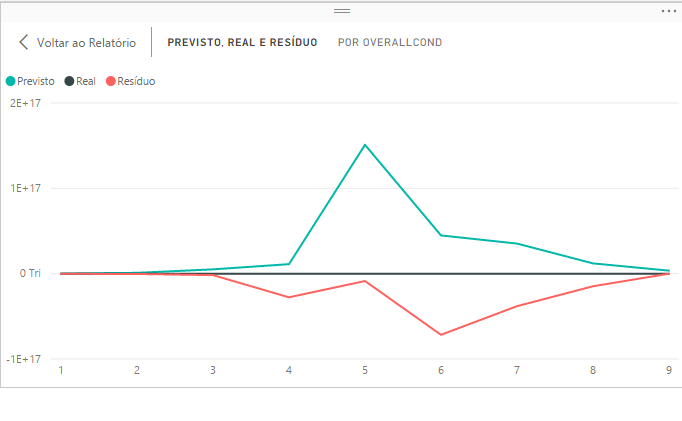 Voltar ao Relatório PREVISTO, REAL E RESÍDUO POR OVERALLCOND
Previsto Real Resíduo
2E+17
1E+17
0 Tri
-1E+17
1 2 3 4 5 6 7 8 9